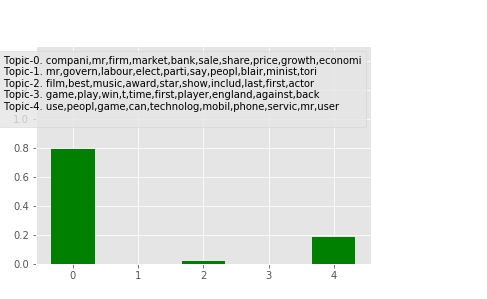 Topic-0. compani,mr,firm,market,bank,sale,share,price,growth,economi
Topic-1. mr,govern,labour,elect,parti,say,peopl,blair,minist,tori
Topic-2. film,best,music,award,star,show,includ,last,first,actor
Topic-3. game,play,win,t,time,first,player,england,against,back
Topic-4. use,peopl,game,can,technolog,mobil,phone,servic,mr,user
1.0
0.8
0.6
0.4
0.2
0.0
0 1 2 3 4